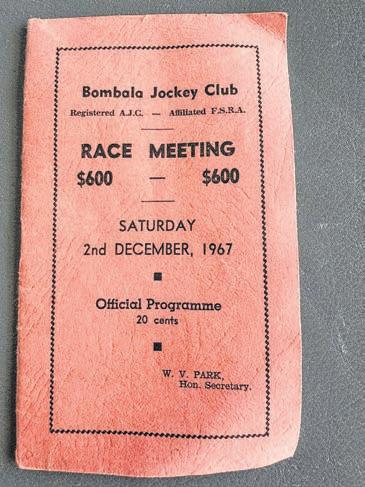 Bombala Jockey Club
Registered A.J.C. — Affiliated F.S.R.A.
RACE MEETING
$600 — $600
SATURDAY
2nd DECEMBER, 1967
Official Programme
20 cents
W. V. PARK,
Hon. Secretary.